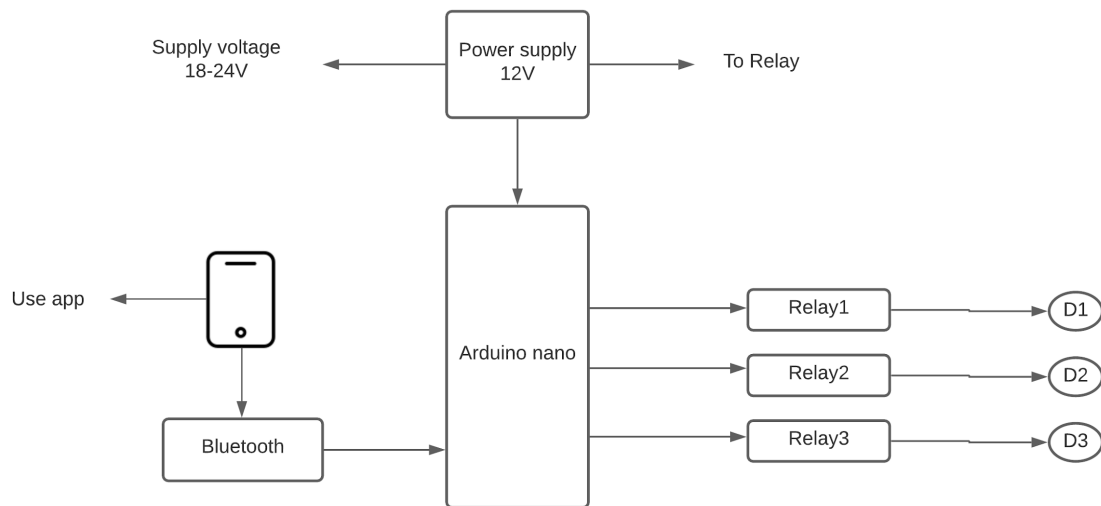 Supply voltage
18-24V
Power supply
12V
To Relay
Use app
Bluetooth
Arduino nano
Relay1
D1
Relay2
D2
Relay3
D3